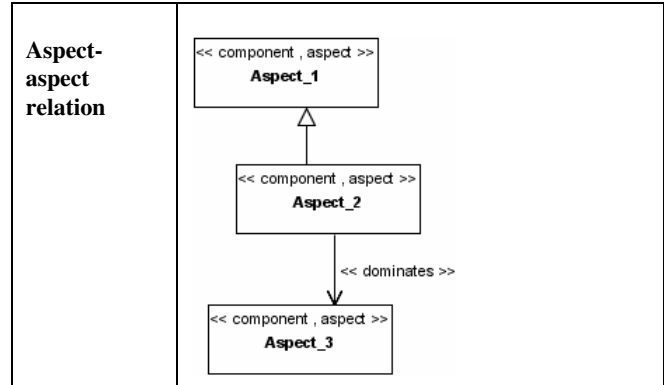 Aspect-
aspect
relation
<< component , aspect >>
Aspect_1
<< component , aspect >>
Aspect_2
<< dominates >>
<< component , aspect >>
Aspect_3